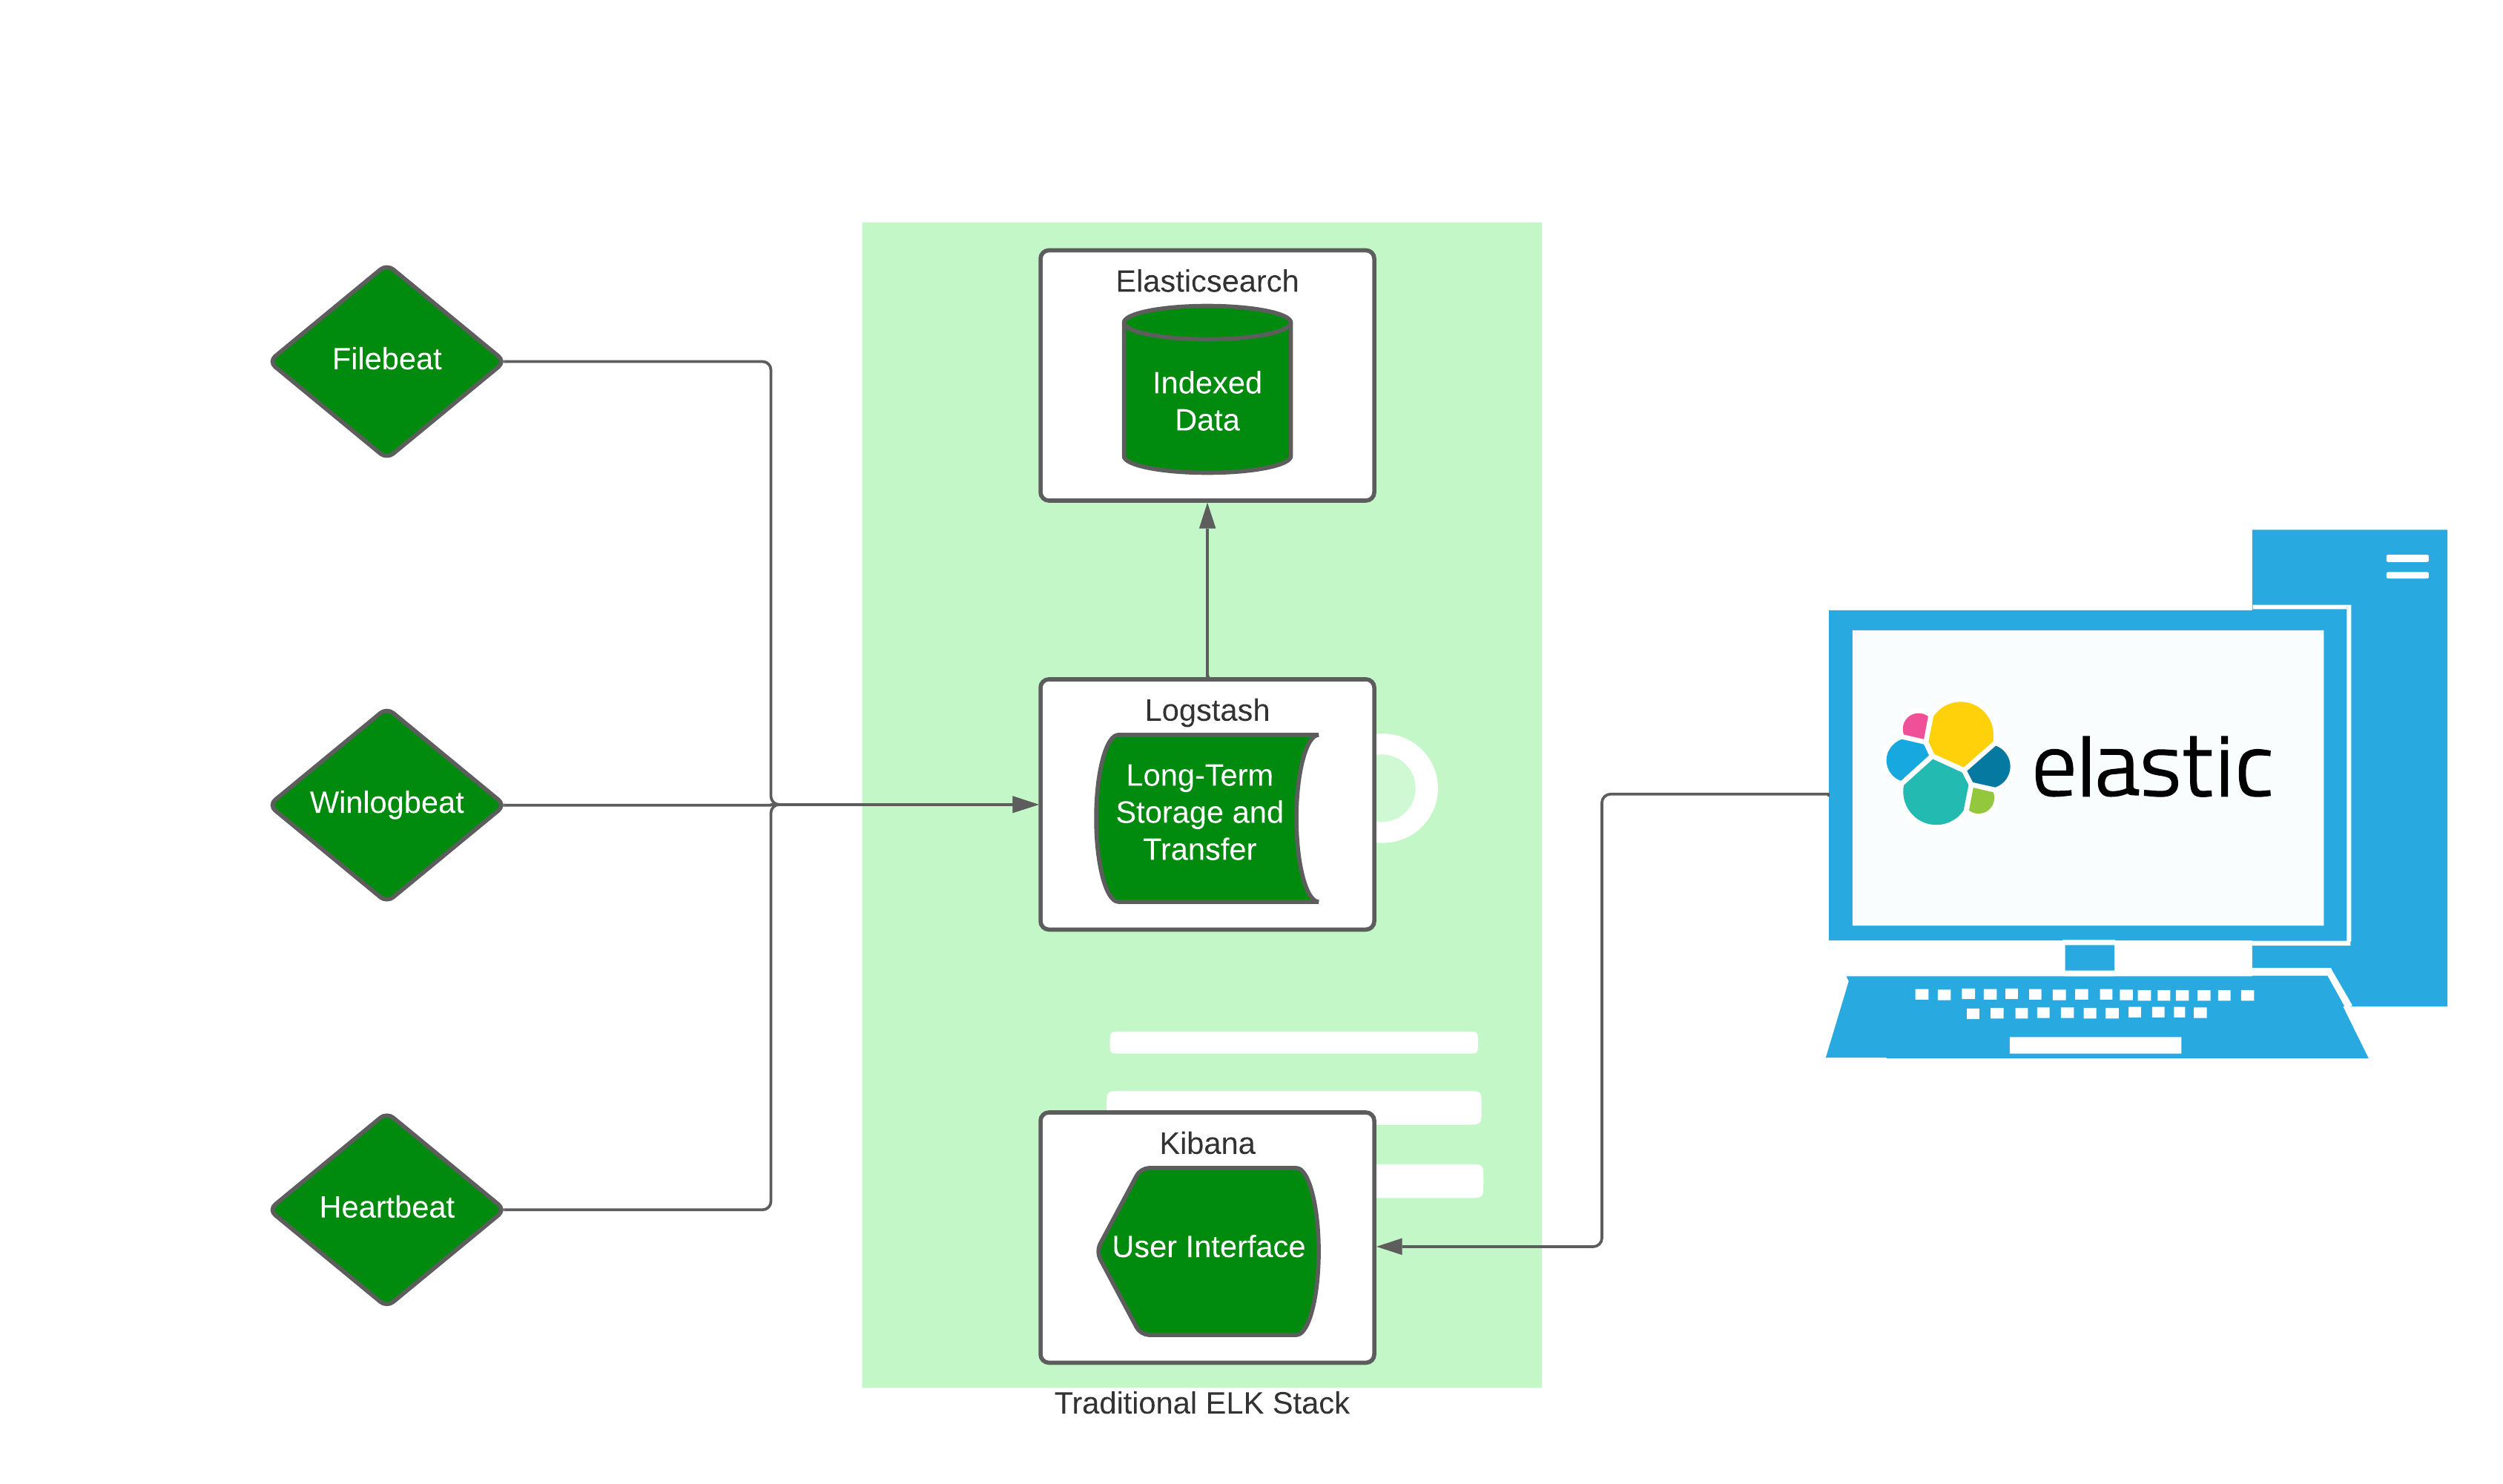 Filebeat
Winlogbeat
Heartbeat
Elasticsearch
Indexed
Data
Logstash
Long-Term
Storage and
Transfer
Kibana
User Interface
Traditional ELK Stack
elastic